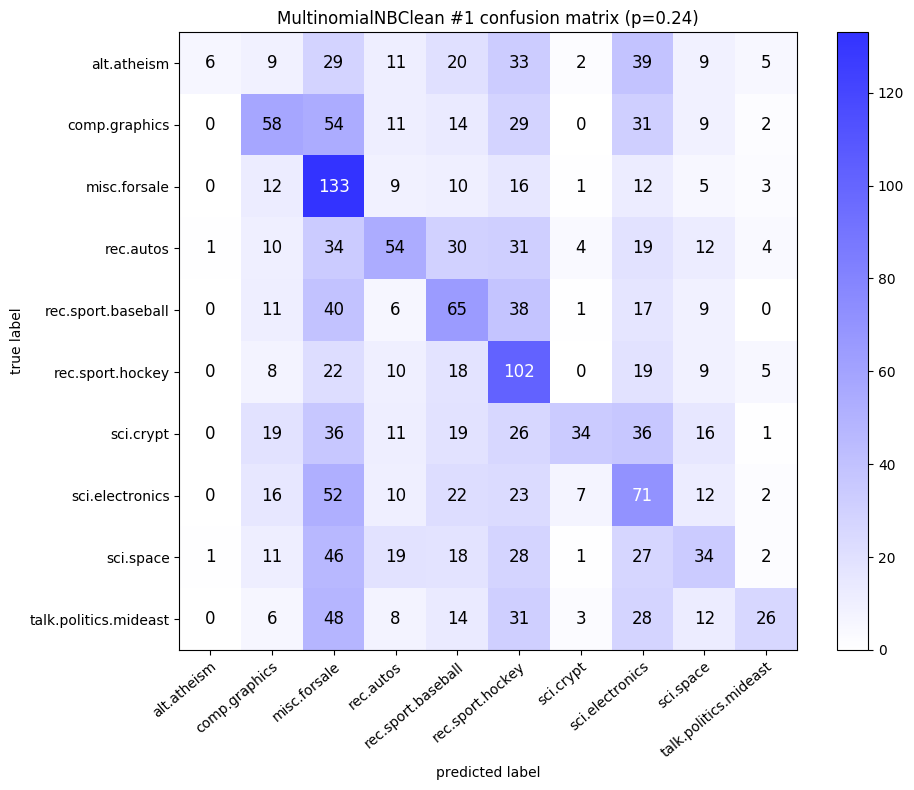 MultinomialNBClean #1 confusion matrix (p=0.24)
true label
alt.atheism 6 9 29 11 20 33 2 39 9 5
comp.graphics 0 58 54 11 14 29 0 31 9 2
misc.forsale 0 12 133 9 10 16 1 12 5 3
rec.autos 1 10 34 54 30 31 4 19 12 4
rec.sport.baseball 0 11 40 6 65 38 1 17 9 0
rec.sport.hockey 0 8 22 10 18 102 0 19 9 5
sci.crypt 0 19 36 11 19 26 34 36 16 1
sci.electronics 0 16 52 10 22 23 7 71 12 2
sci.space 1 11 46 19 18 28 1 27 34 2
talk.politics.mideast 0 6 48 8 14 31 3 28 12 26
alt.atheism
comp.graphics
misc.forsale
rec.autos
rec.sport.baseball
rec.sport.hockey
sci.crypt
sci.electronics
sci.space
talk.politics.mideast
predicted label
120
100
80
60
40
20
0